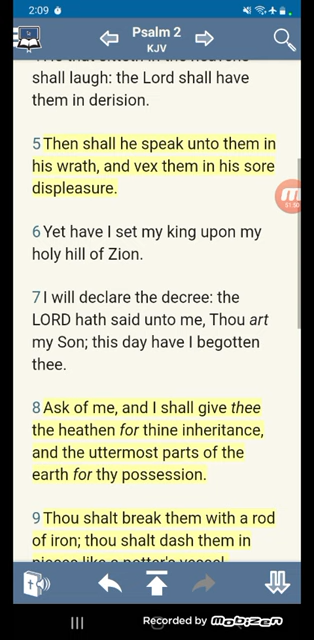 2:09
Psalm 2
KJV
shall laugh: the Lord shall have
them in derision.
5 Then shall he speak unto them in
his wrath, and vex them in his sore
displeasure.
6 Yet have I set my king upon my
holy hill of Zion.
7 I will declare the decree: the
LORD hath said unto me, Thou art
my Son; this day have I begotten
thee.
8 Ask of me, and I shall give thee
the heathen for thine inheritance,
and the uttermost parts of the
earth for thy possession.
9 Thou shalt break them with a rod
of iron; thou shalt dash them in
pieces like a potter's vessel.
Recorded by Mobizen